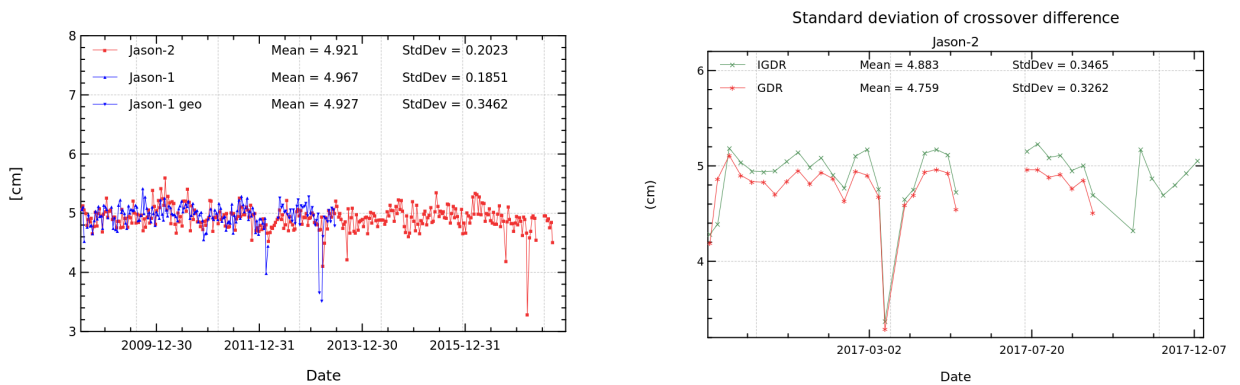 8
7
6
5
4
3
[cm]
Jason-2 Mean = 4.921 StdDev = 0.2023
Jason-1 Mean = 4.967 StdDev = 0.1851
Jason-1 geo Mean = 4.927 StdDev = 0.3462
2009-12-30 2011-12-31 2013-12-30 2015-12-31
Date
Standard deviation of crossover difference
Jason-2
6
5
4
(cm)
IGDR Mean = 4.883 StdDev = 0.3465
GDR Mean = 4.759 StdDev = 0.3262
2017-03-02 2017-07-20 2017-12-07
Date